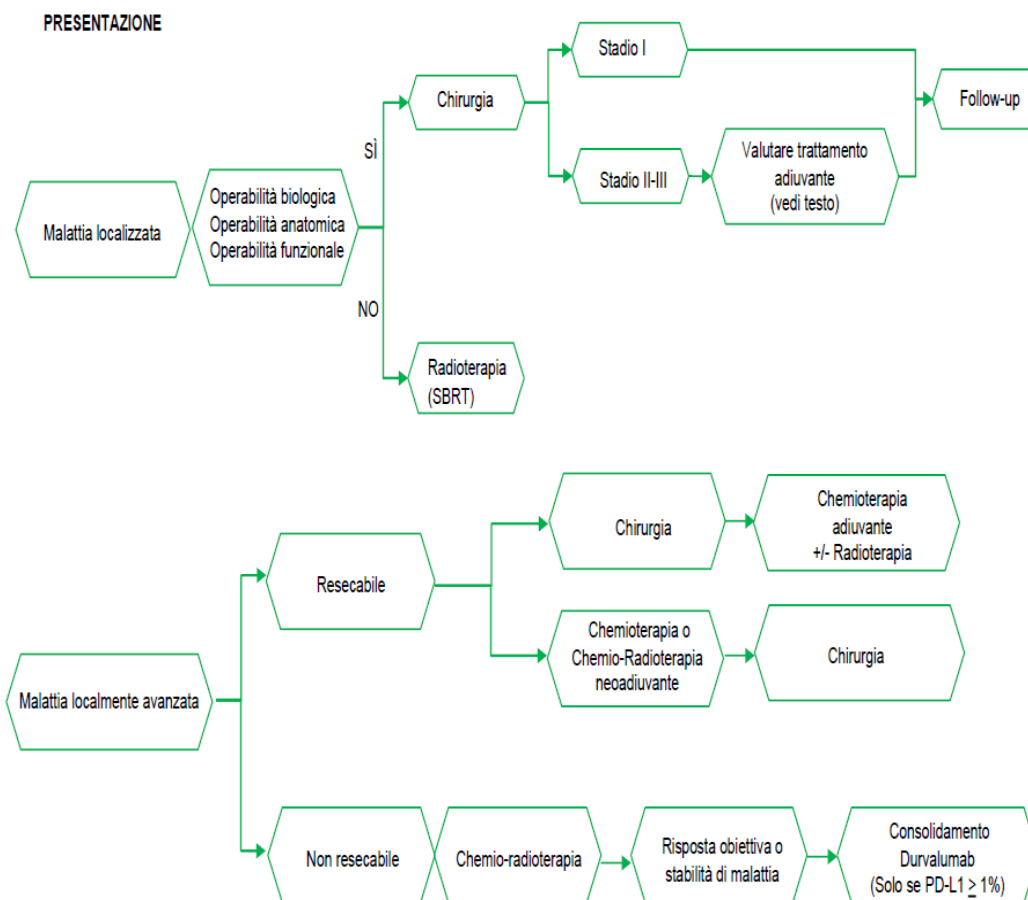 PRESENTAZIONE
Malattia localizzata
Operabilità biologica
Operabilità anatomica
Operabilità funzionale
SÌ
NO
Chirurgia
Radioterapia
(SBRT)
Stadio I
Stadio II-III
Valutare trattamento
adiuvante
(vedi testo)
Follow-up
Malattia localmente avanzata
Resecabile
Chirurgia
Chemioterapia
adiuvante
+/- Radioterapia
Chemioterapia o
Chemio-Radioterapia
neoadiuvante
Chirurgia
Non resecabile
Chemio-radioterapia
Risposta obiettiva o
stabilità di malattia
Consolidamento
Durvalumab
(Solo se PD-L1 ≥ 1%)